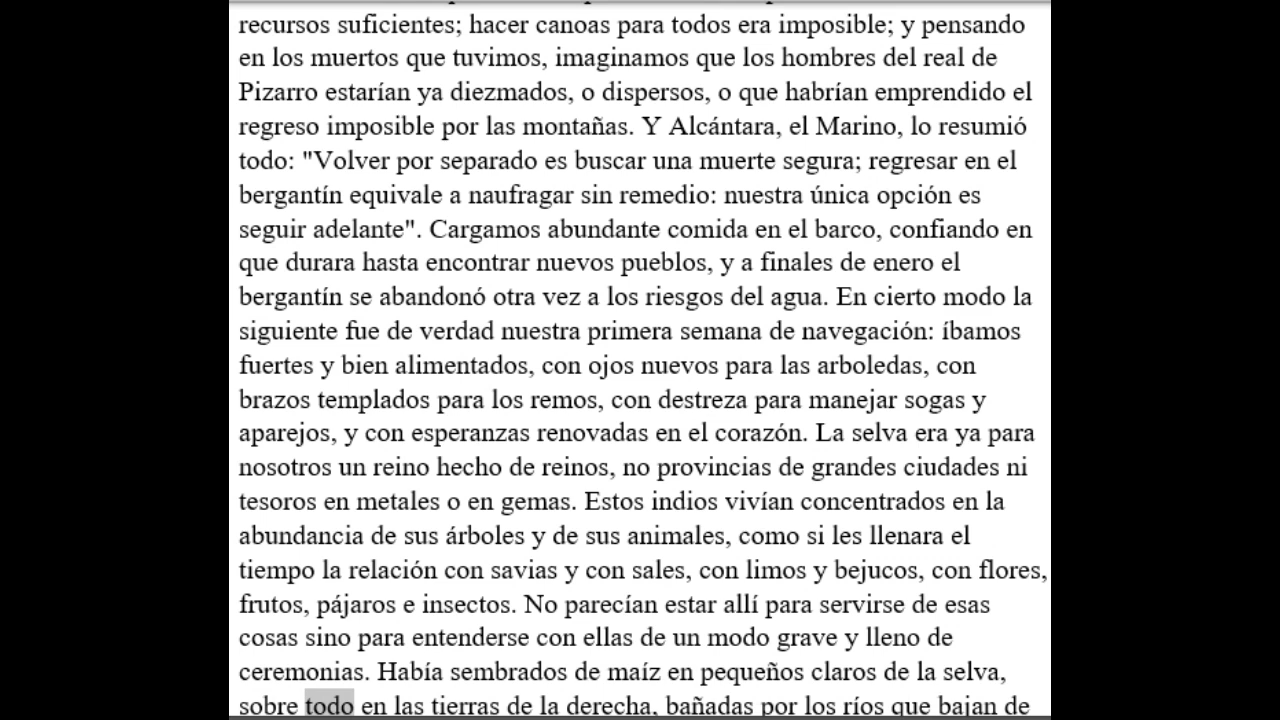 recursos suficientes; hacer canoas para todos era imposible; y pensando
en los muertos que tuvimos, imaginamos que los hombres del real de
Pizarro estarían ya diezmados, o dispersos, o que habrían emprendido el
regreso imposible por las montañas. Y Alcántara, el Marino, lo resumió
todo: "Volver por separado es buscar una muerte segura; regresar en el
bergantín equivale a naufragar sin remedio: nuestra única opción es
seguir adelante". Cargamos abundante comida en el barco, confiando en
que durara hasta encontrar nuevos pueblos, y a finales de enero el
bergantín se abandonó otra vez a los riesgos del agua. En cierto modo la
siguiente fue de verdad nuestra primera semana de navegación: íbamos
fuertes y bien alimentados, con ojos nuevos para las arboledas, con
brazos templados para los remos, con destreza para manejar sogas y
aparejos, y con esperanzas renovadas en el corazón. La selva era ya para
nosotros un reino hecho de reinos, no provincias de grandes ciudades ni
tesoros en metales o en gemas. Estos indios vivían concentrados en la
abundancia de sus árboles y de sus animales, como si les llenara el
tiempo la relación con savias y con sales, con limos y bejucos, con flores,
frutos, pájaros e insectos. No parecían estar allí para servirse de esas
cosas sino para entenderse con ellas de un modo grave y lleno de
ceremonias. Había sembrados de maíz en pequeños claros de la selva,
sobre todo en las tierras de la derecha, bañadas por los ríos que bajan de